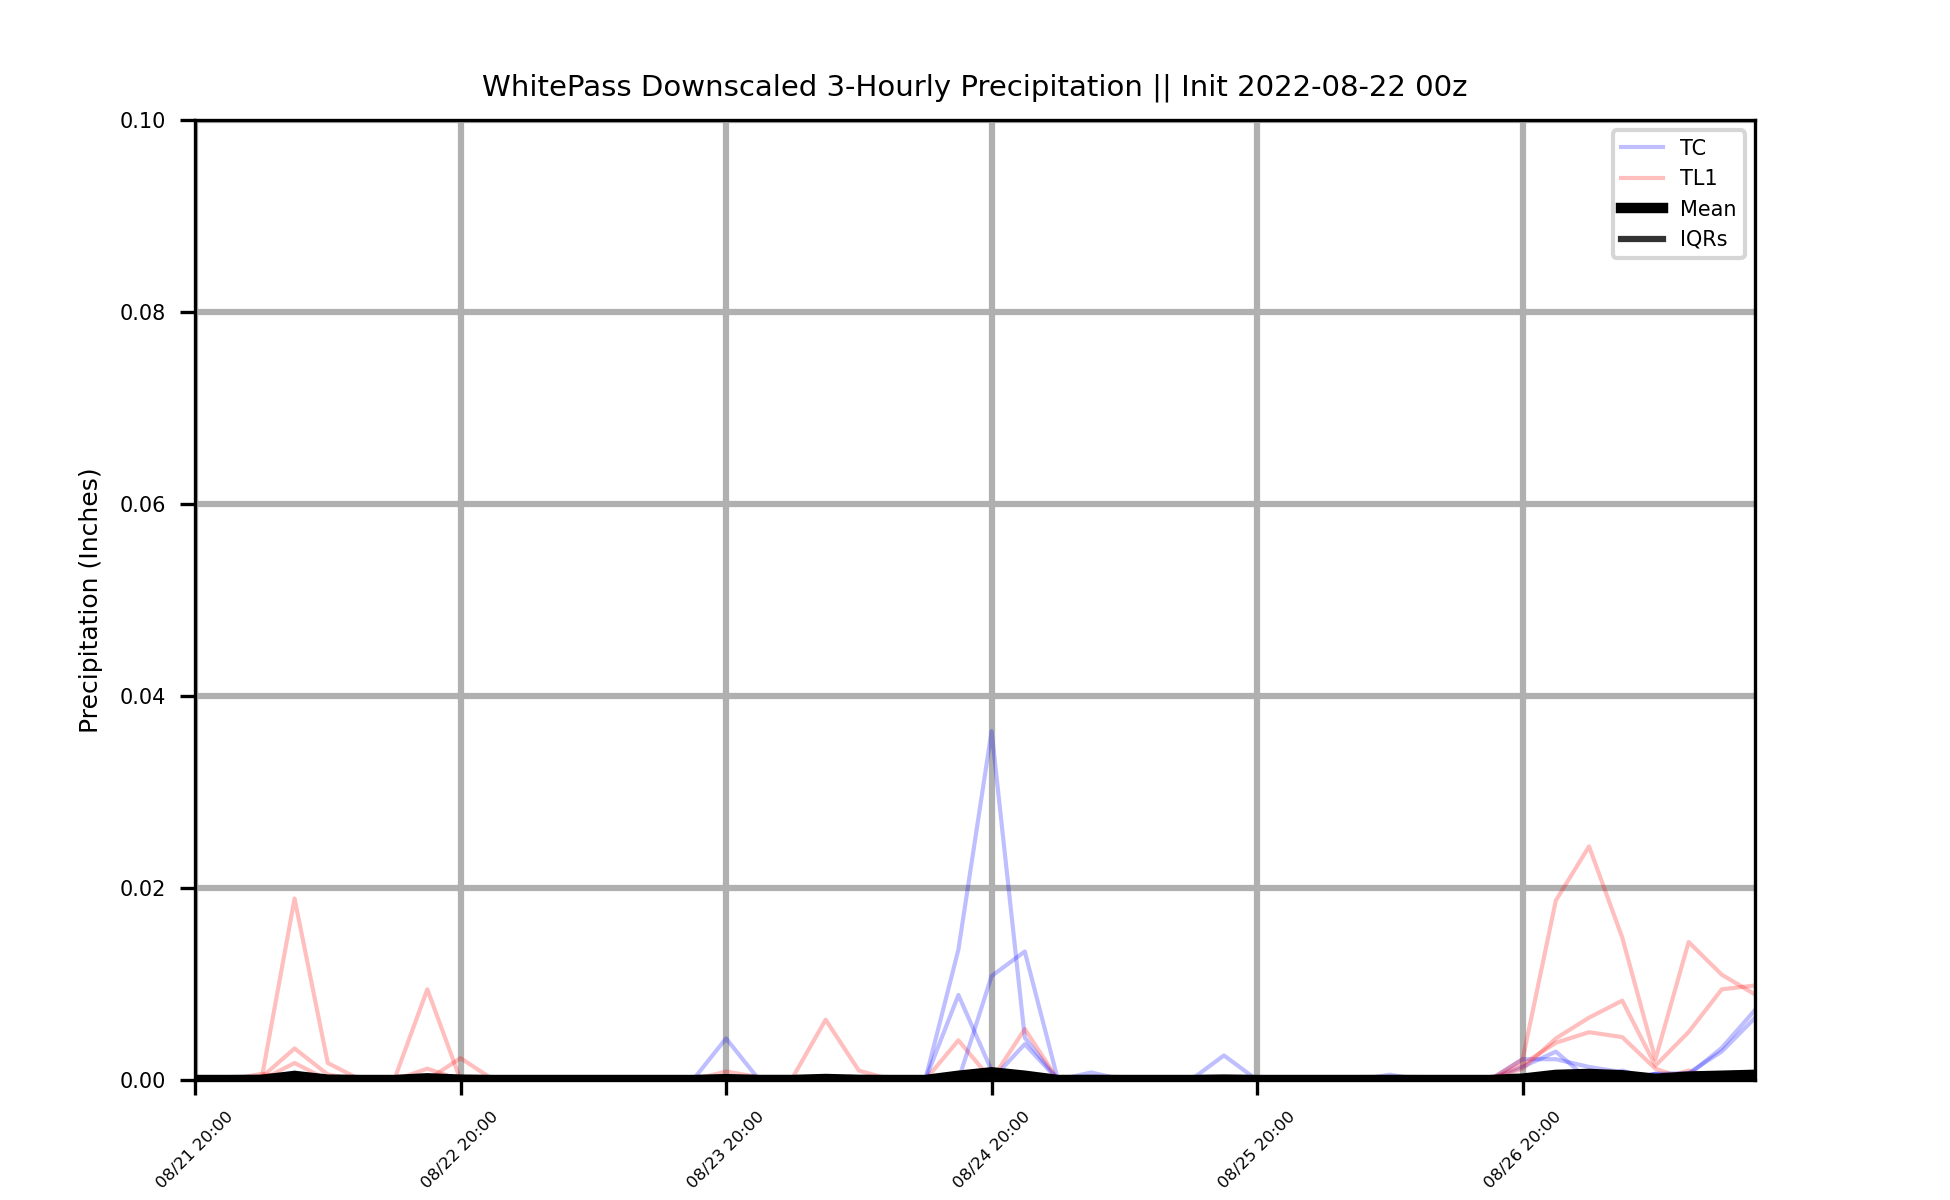 WhitePass Downscaled 3-Hourly Precipitation || Init 2022-08-22 00z
TC
TL1
Mean
IQRs
Precipitation (Inches)
0.10
0.08
0.06
0.04
0.02
0.00
08/21 20:00
08/22 20:00
08/23 20:00
08/24 20:00
08/25 20:00
08/26 20:00